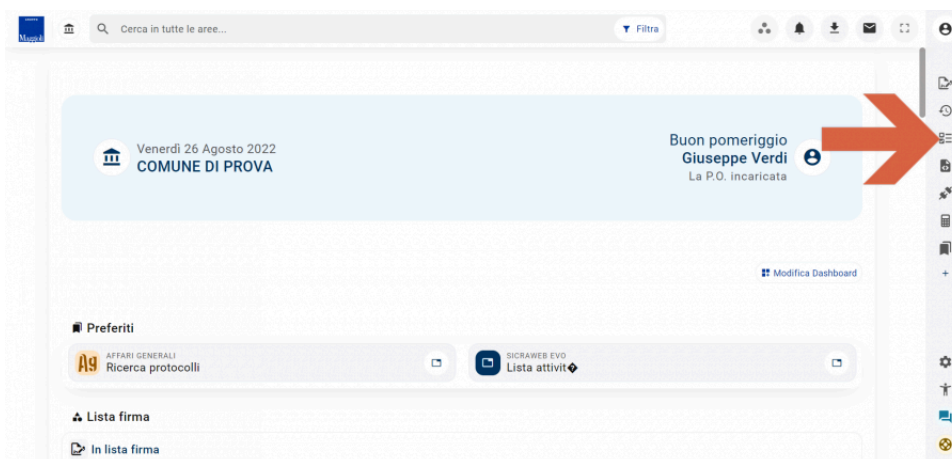 Maggioli
Cerca in tutte le aree...
Filtra
Venerdì 26 Agosto 2022
COMUNE DI PROVA
Buon pomeriggio
Giuseppe Verdi
La P.O. incaricata
Modifica Dashboard
Preferiti
AFFARI GENERALI
Ricerca protocolli
SICRAWEB EVO
Lista attivit�
Lista firma
In lista firma